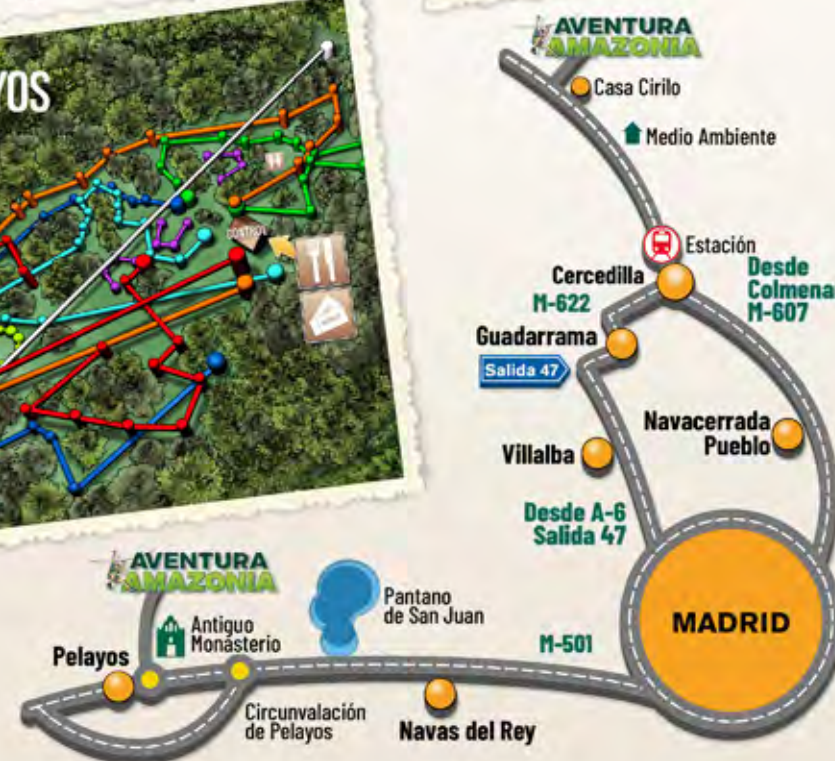 YOS
CONTROL
AVENTURA
AMAZONIA
Casa Cirilo
Medio Ambiente
Estación
Cercedilla
Desde
Colmenar
M-607
M-622
Guadarrama
Salida 47
Navacerrada
Pueblo
Villalba
Desde A-6
Salida 47
MADRID
AVENTURA
AMAZONIA
Antiguo
Monasterio
Pantano
de San Juan
M-501
Pelayos
Circunvalación
de Pelayos
Navas del Rey